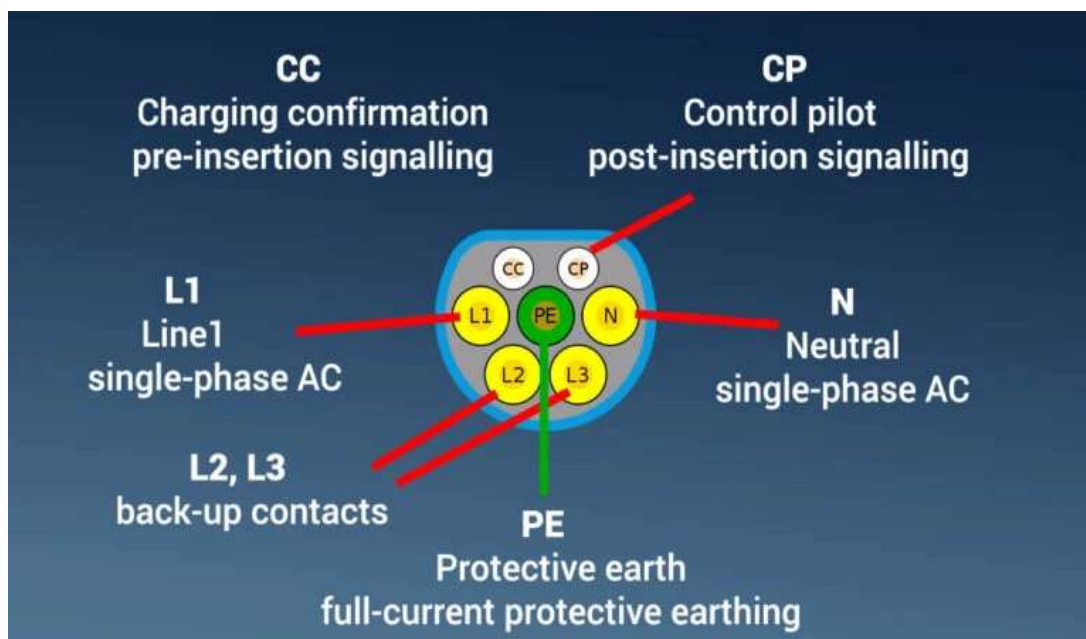 CC
Charging confirmation
pre-insertion signalling
CP
Control pilot
post-insertion signalling
CC
CP
L1
PE
N
L2
L3
L1
Line1
single-phase AC
N
Neutral
single-phase AC
L2, L3
back-up contacts
PE
Protective earth
full-current protective earthing